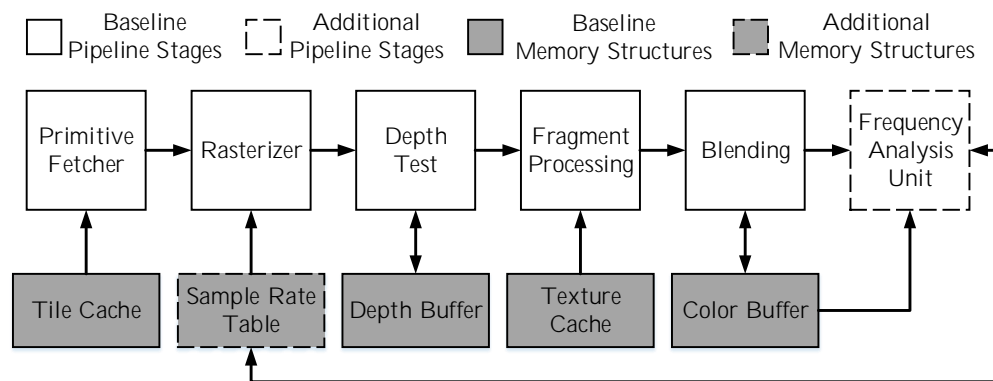 Baseline
Pipeline Stages
Additional
Pipeline Stages
Baseline
Memory Structures
Additional
Memory Structures
Primitive
Fetcher
Rasterizer
Depth
Test
Fragment
Processing
Blending
Frequency
Analysis
Unit
Tile Cache
Sample Rate
Table
Depth Buffer
Texture
Cache
Color Buffer